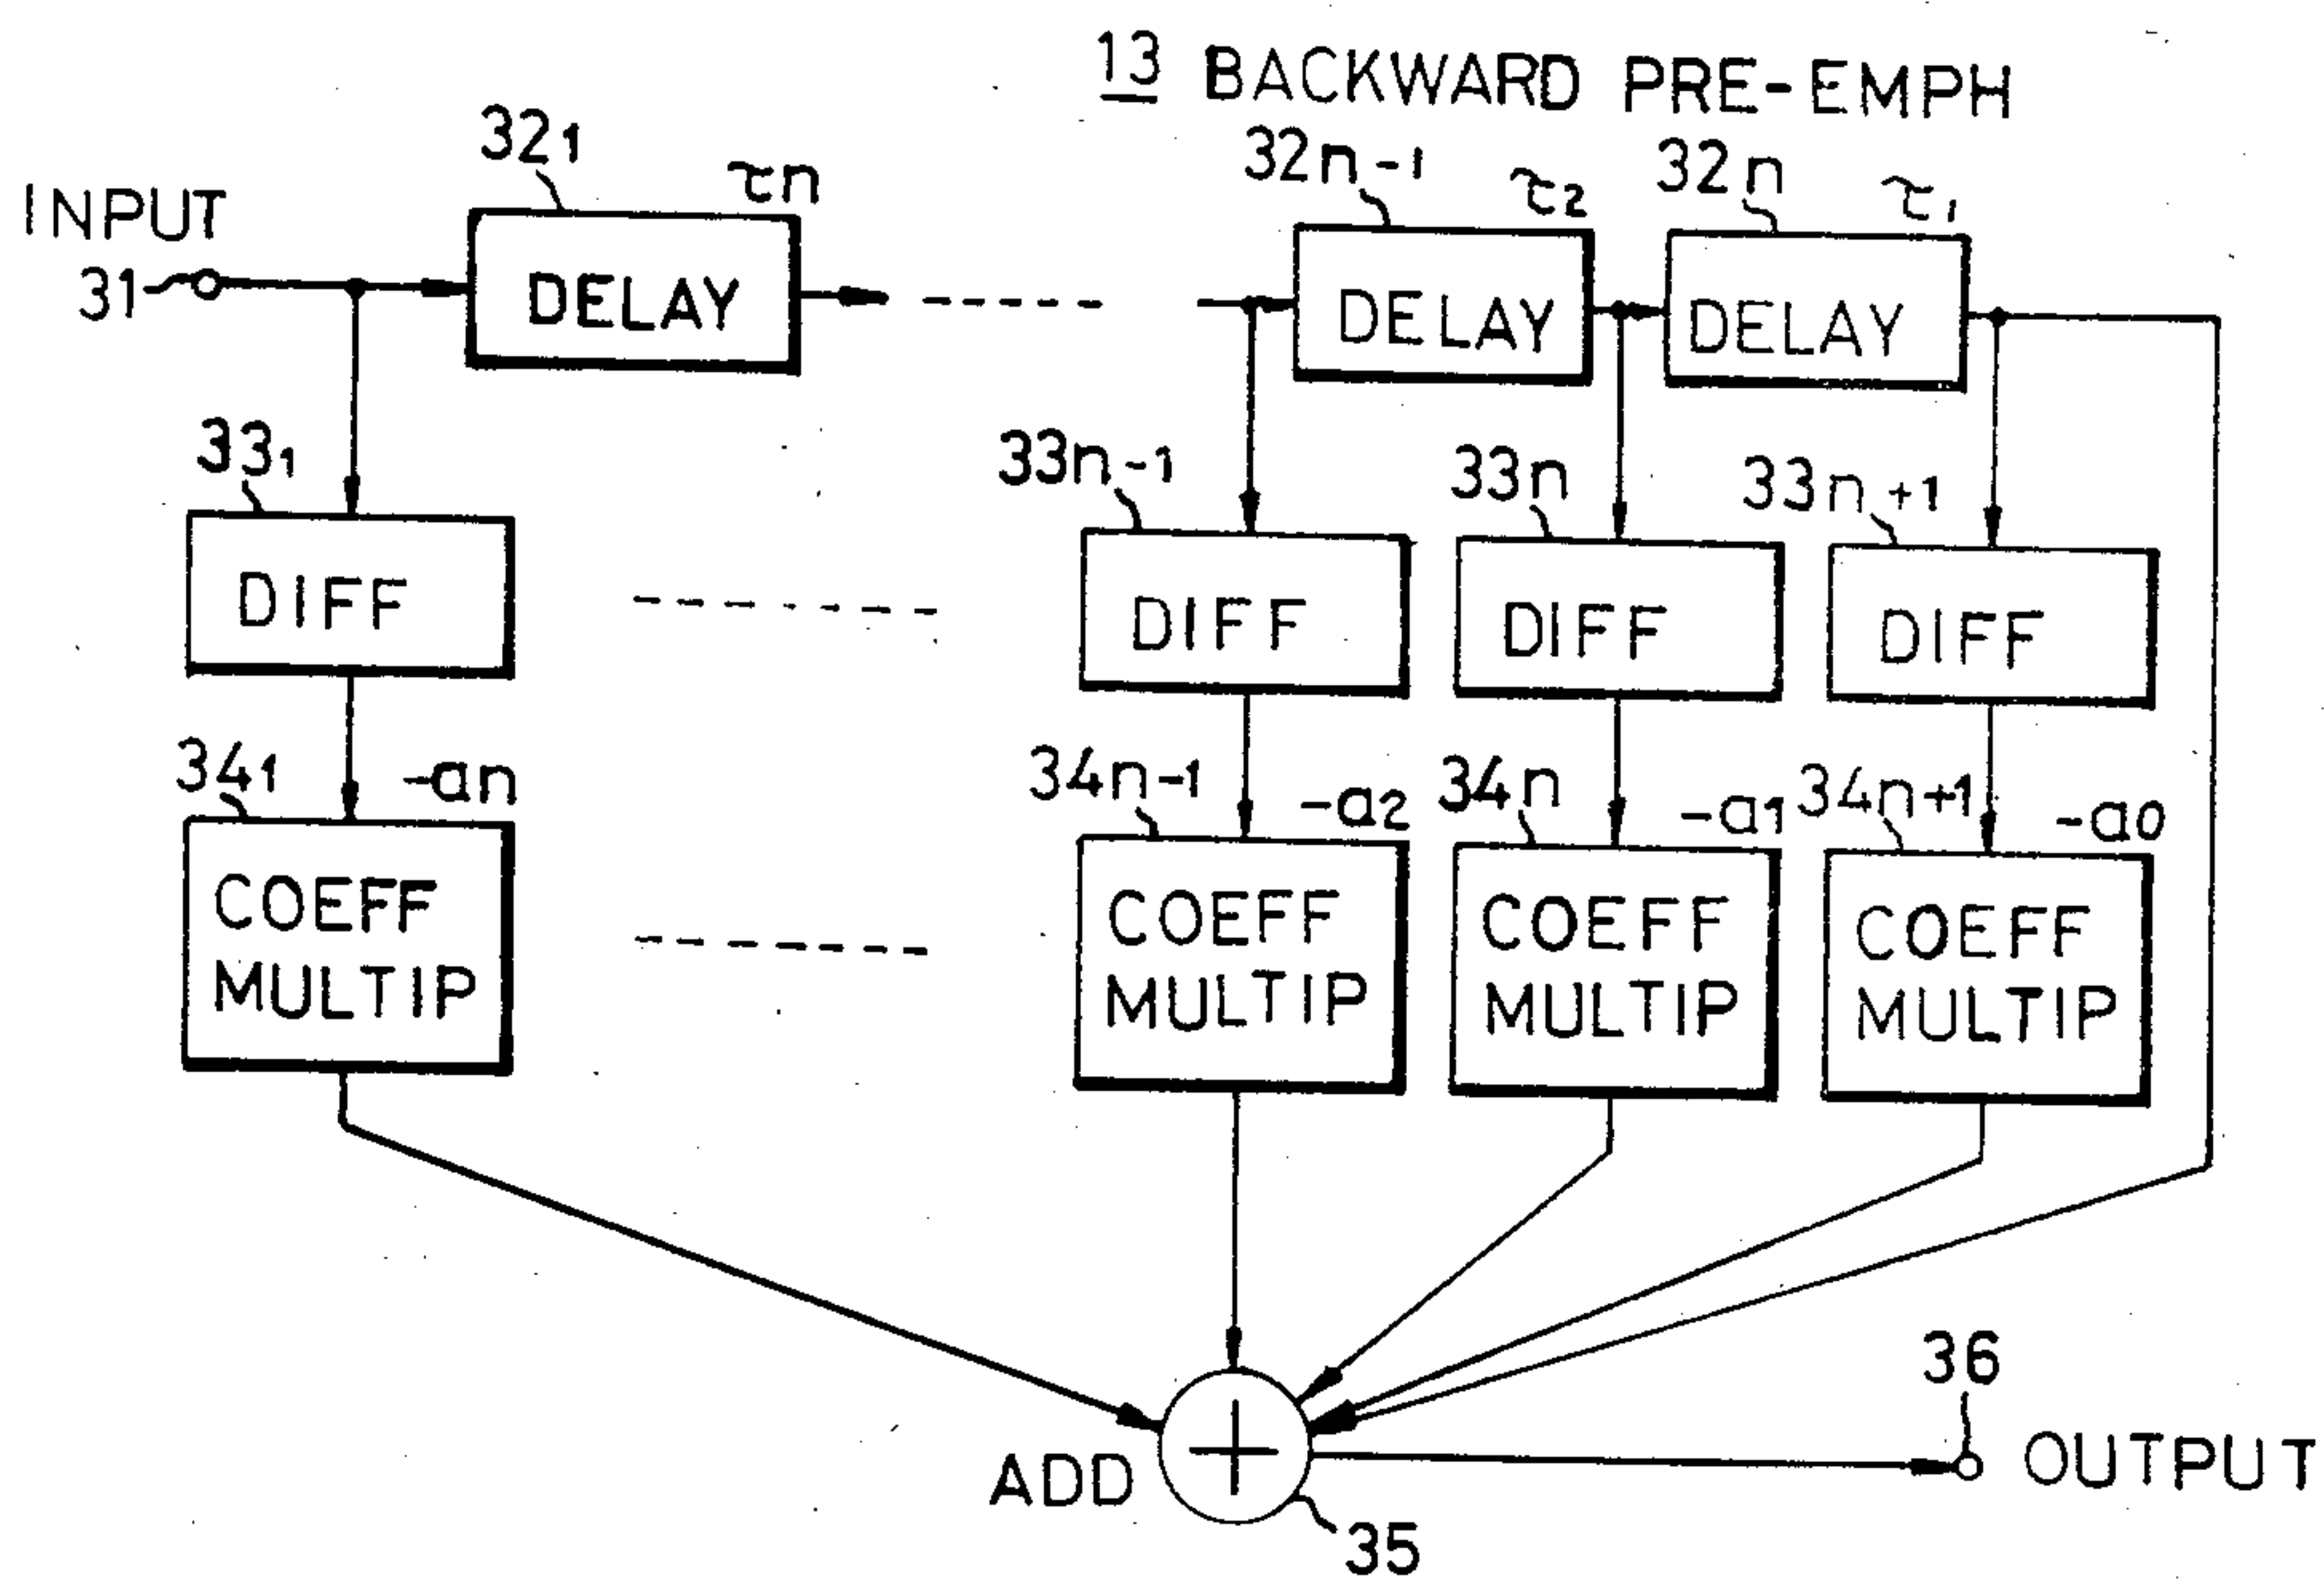 13 BACKWARD PRE-EMPH
INPUT
31
32₁
τn
32n-1
τ2
32n
τ1
DELAY
DELAY
DELAY
33₁
33n-1
33n
33n+1
DIFF
DIFF
DIFF
DIFF
34₁
-an
34n-1
-a2
34n
-a1
34n+1
-a0
COEFF
MULTIP
COEFF
MULTIP
COEFF
MULTIP
COEFF
MULTIP
ADD
35
36
OUTPUT